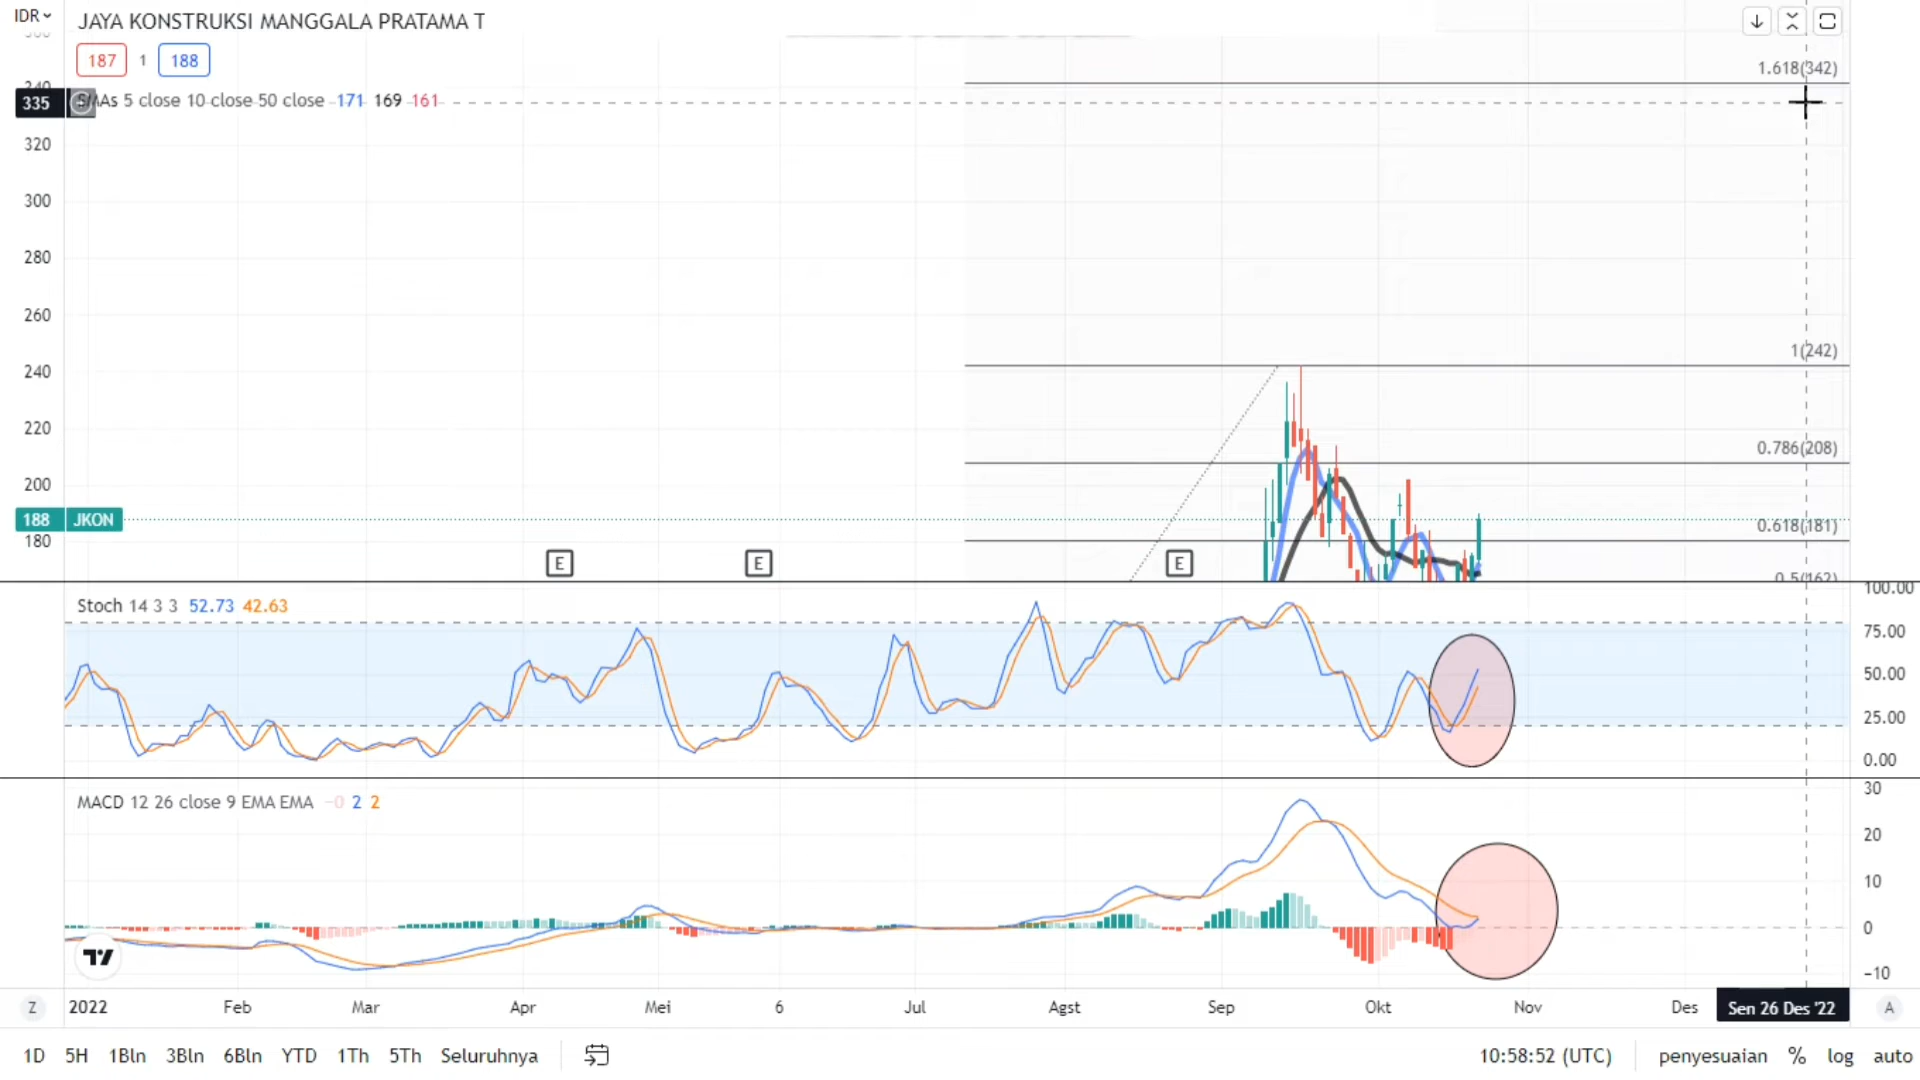 IDR
JAYA KONSTRUKSI MANGGALA PRATAMA T
187 1 188
SMAs 5 close 10 close 50 close 171 169 161
335
340
320
300
280
260
240
220
200
180
188 JKON
1.618(342)
1(242)
0.786(208)
0.618(181)
0.5(162)
E E E
Stoch 14 3 3 52.73 42.63
100.00
75.00
50.00
25.00
0.00
MACD 12 26 close 9 EMA EMA −0 2 2
30
20
10
0
−10
Z 2022 Feb Mar Apr Mei 6 Jul Agst Sep Okt Nov Des Sen 26 Des '22 A
1D 5H 1Bln 3Bln 6Bln YTD 1Th 5Th Seluruhnya 10:58:52 (UTC) penyesuaian % log auto